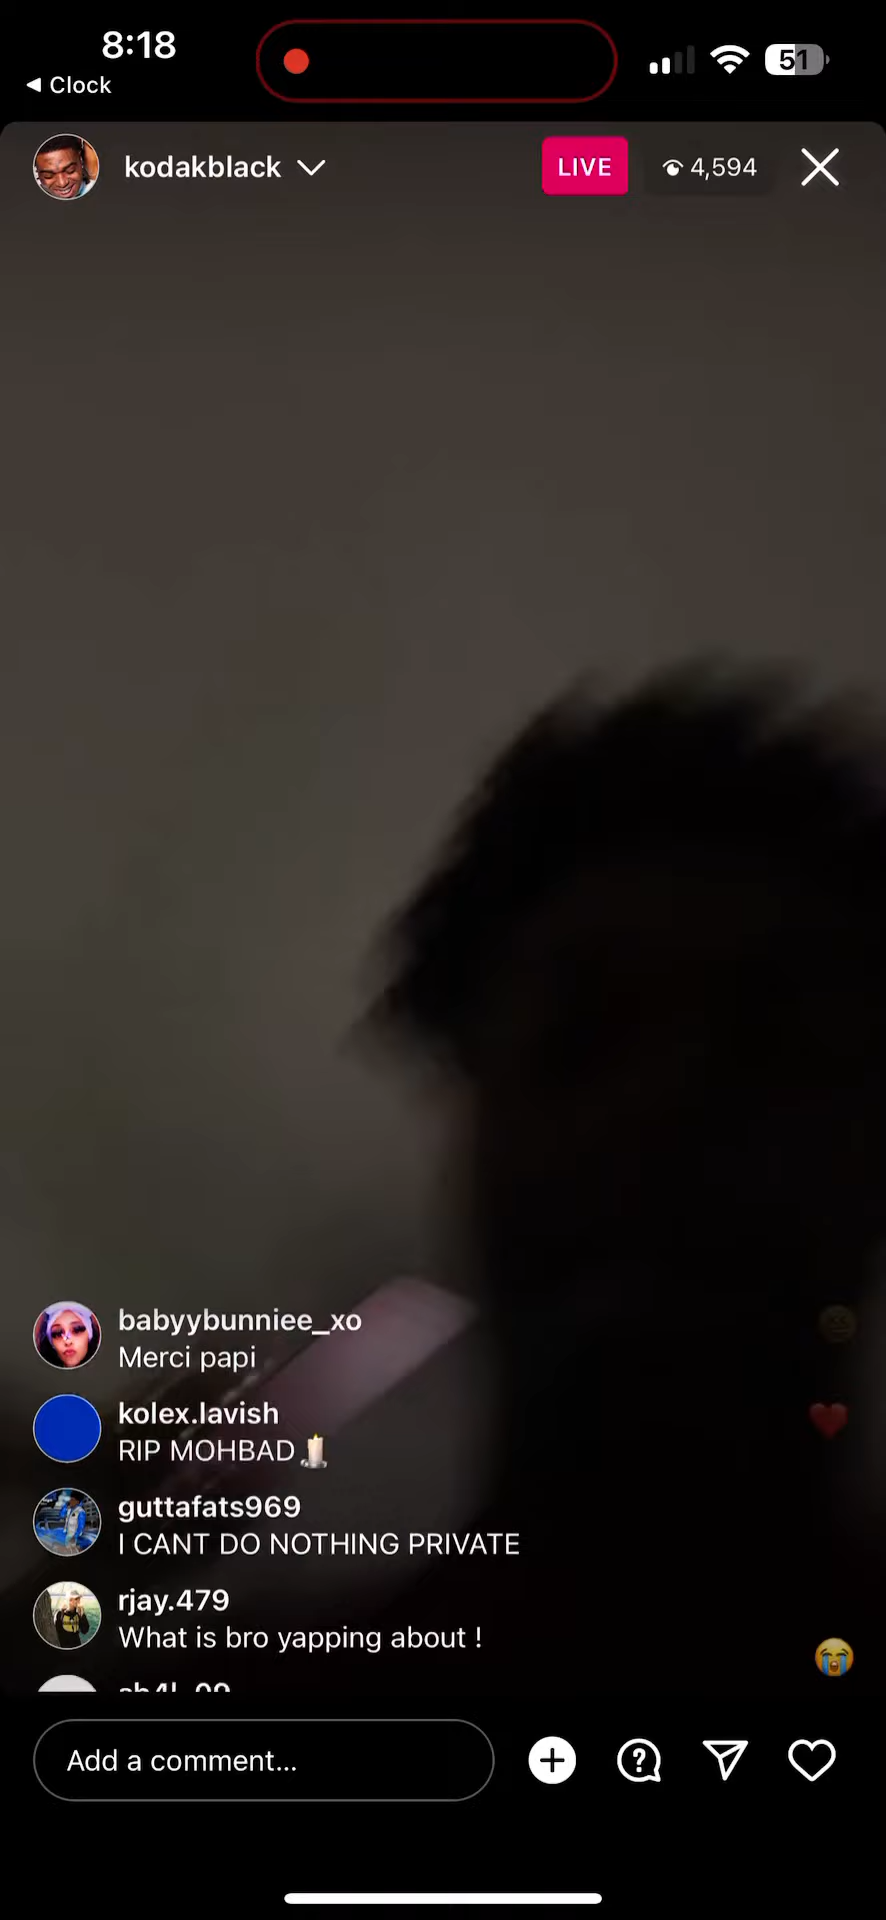 8:18
51
◀ Clock
kodakblack
LIVE
4,594
babyybunniee_xo
Merci papi
kolex.lavish
RIP MOHBAD🕯️
guttafats969
I CANT DO NOTHING PRIVATE
rjay.479
What is bro yapping about !
Add a comment...